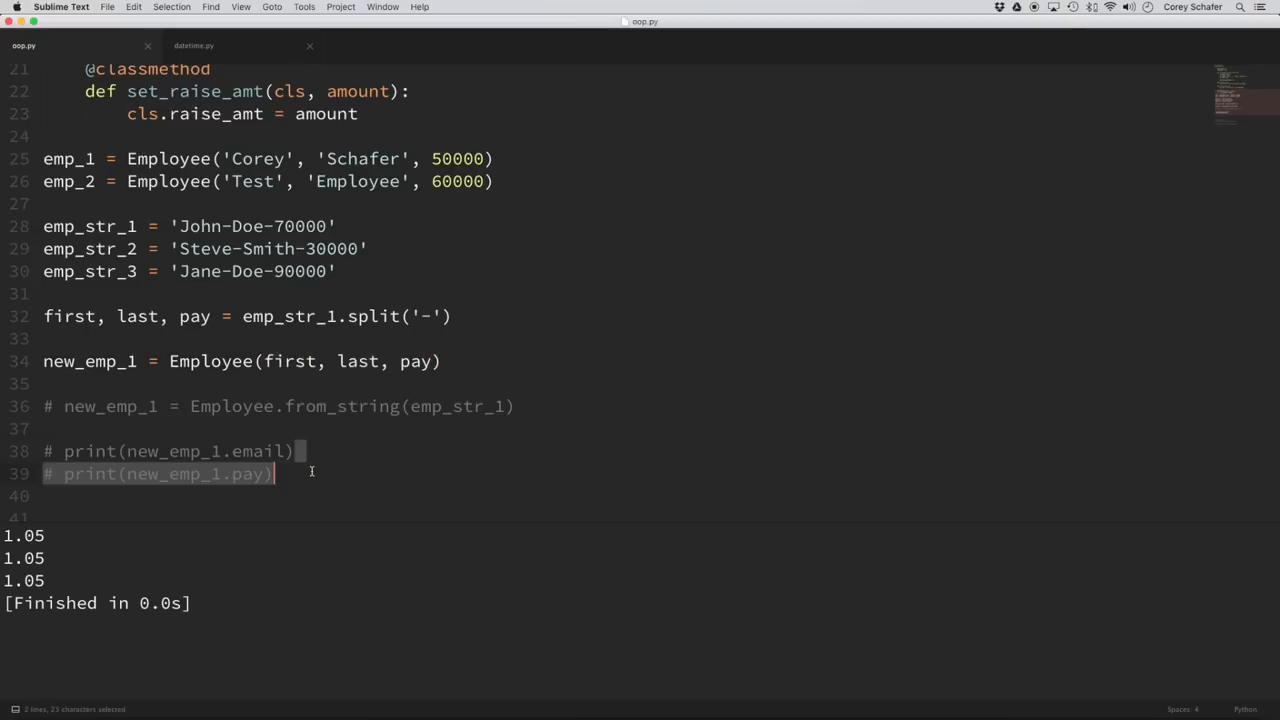 Sublime Text File Edit Selection Find View Goto Tools Project Window Help Corey Schafer
oop.py
oop.py datetime.py
21 @classmethod
22 def set_raise_amt(cls, amount):
23 cls.raise_amt = amount
24
25 emp_1 = Employee('Corey', 'Schafer', 50000)
26 emp_2 = Employee('Test', 'Employee', 60000)
27
28 emp_str_1 = 'John-Doe-70000'
29 emp_str_2 = 'Steve-Smith-30000'
30 emp_str_3 = 'Jane-Doe-90000'
31
32 first, last, pay = emp_str_1.split('-')
33
34 new_emp_1 = Employee(first, last, pay)
35
36 # new_emp_1 = Employee.from_string(emp_str_1)
37
38 # print(new_emp_1.email)
39 # print(new_emp_1.pay)
40
41
1.05
1.05
1.05
[Finished in 0.0s]
2 lines, 23 characters selected Spaces: 4 Python